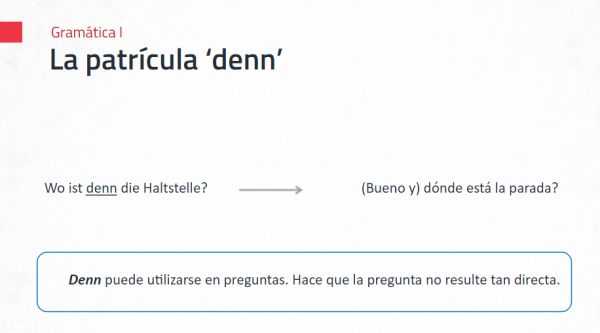 Gramática I
La patrícula ‘denn’
Wo ist denn die Haltstelle?
(Bueno y) dónde está la parada?
Denn puede utilizarse en preguntas. Hace que la pregunta no resulte tan directa.